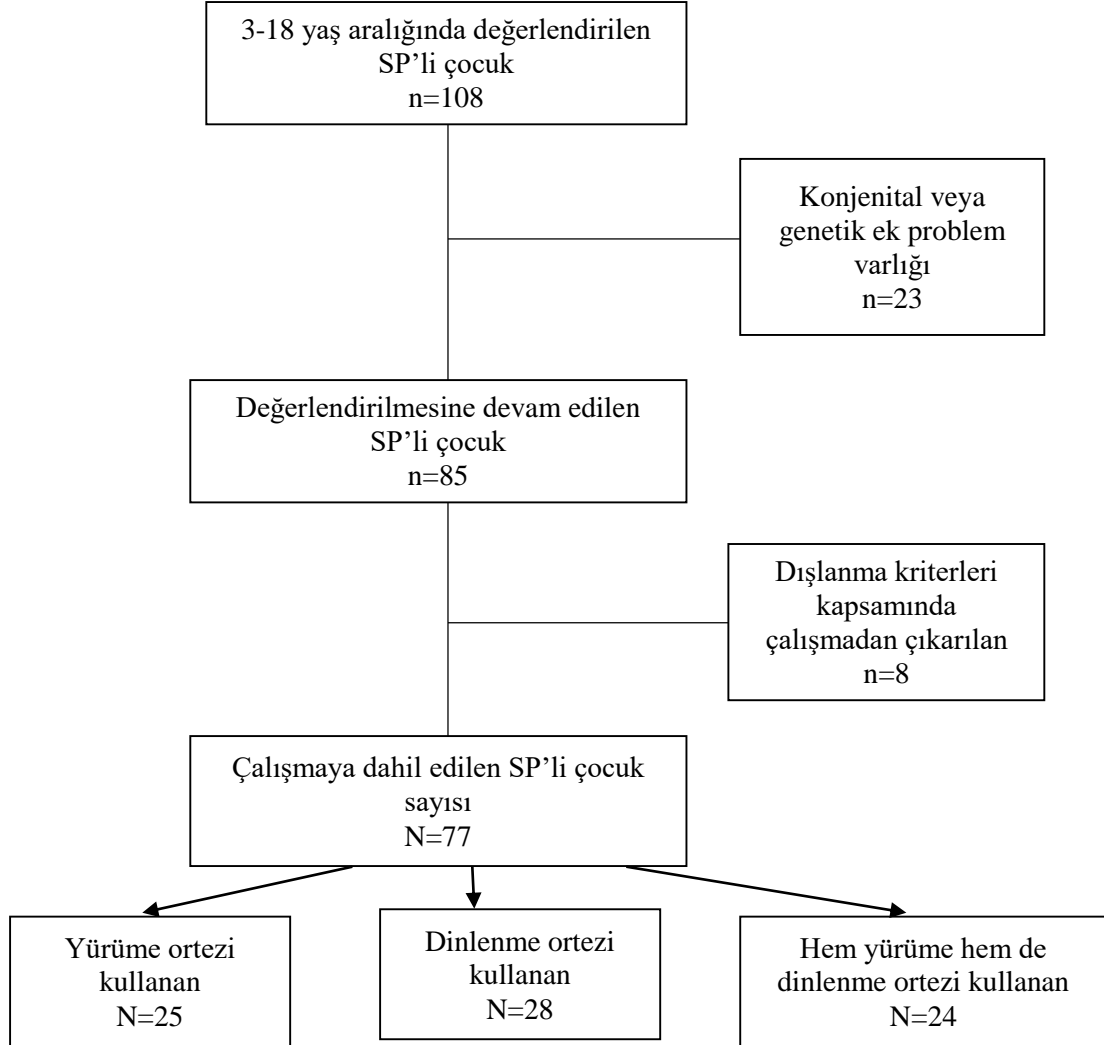 3-18 yaş aralığında değerlendirilen
SP’li çocuk
n=108
Konjenital veya
genetik ek problem
varlığı
n=23
Değerlendirilmesine devam edilen
SP’li çocuk
n=85
Dışlanma kriterleri
kapsamında
çalışmadan çıkarılan
n=8
Çalışmaya dahil edilen SP’li çocuk
sayısı
N=77
Yürüme ortezi
kullanan
N=25
Dinlenme ortezi
kullanan
N=28
Hem yürüme hem de
dinlenme ortezi kullanan
N=24